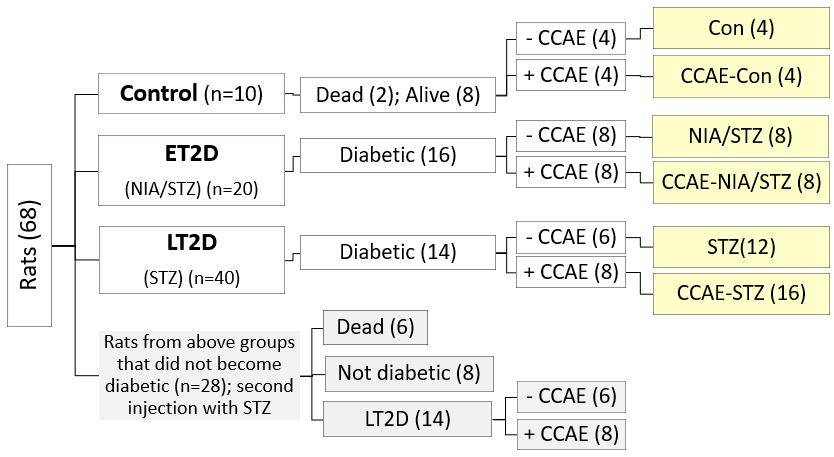 Rats (68)
Control (n=10)
Dead (2); Alive (8)
- CCAE (4)
Con (4)
+ CCAE (4)
CCAE-Con (4)
ET2D
(NIA/STZ) (n=20)
Diabetic (16)
- CCAE (8)
NIA/STZ (8)
+ CCAE (8)
CCAE-NIA/STZ (8)
LT2D
(STZ) (n=40)
Diabetic (14)
- CCAE (6)
STZ(12)
+ CCAE (8)
CCAE-STZ (16)
Rats from above groups
that did not become
diabetic (n=28); second
injection with STZ
Dead (6)
Not diabetic (8)
LT2D (14)
- CCAE (6)
+ CCAE (8)